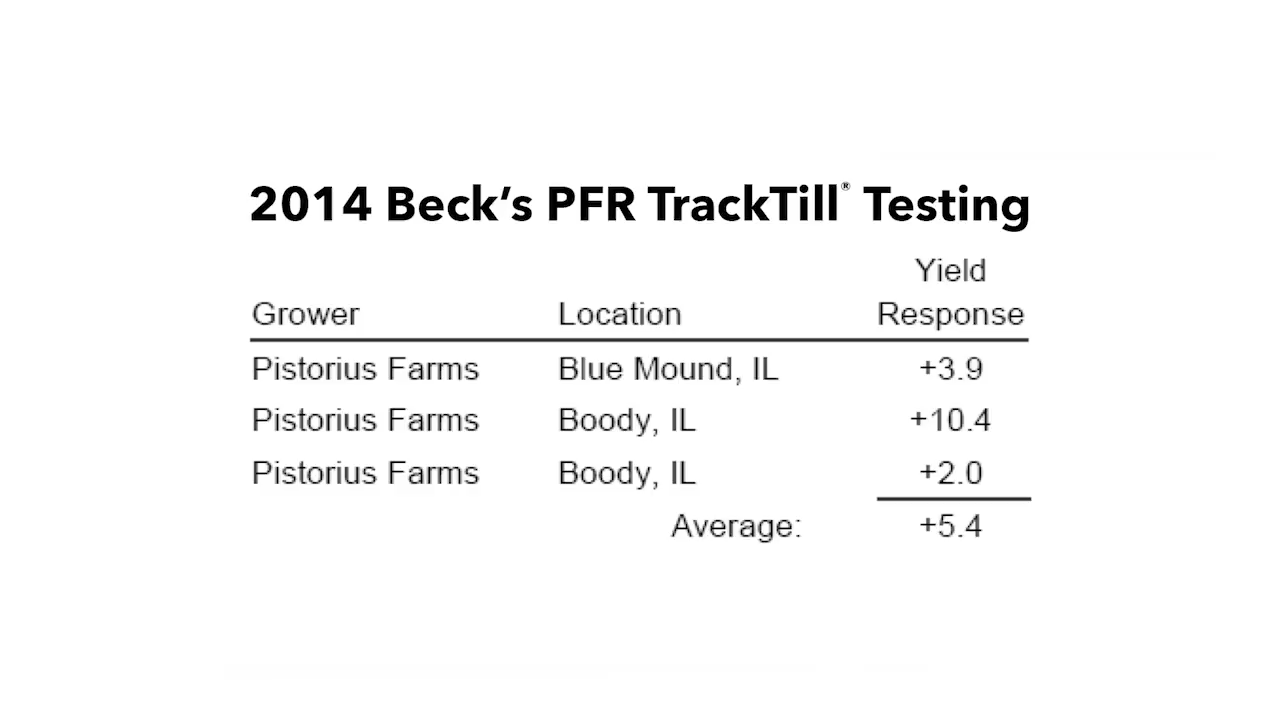 2014 Beck’s PFR TrackTill® Testing
Yield
Grower Location Response
Pistorius Farms Blue Mound, IL +3.9
Pistorius Farms Boody, IL +10.4
Pistorius Farms Boody, IL +2.0
Average: +5.4